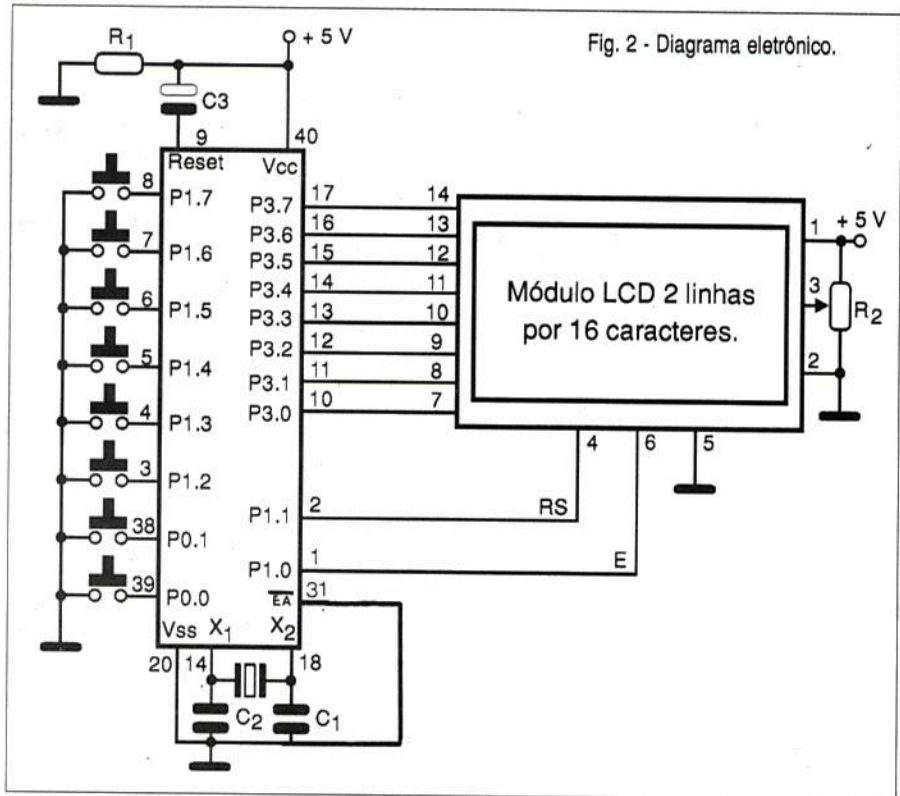 Fig. 2 - Diagrama eletrônico.
+ 5 V
R1
C3
9
40
Reset
Vcc
8
P1.7
7
P1.6
6
P1.5
5
P1.4
4
P1.3
3
P1.2
38
P0.1
39
P0.0
P3.7
17
14
P3.6
16
13
P3.5
15
12
P3.4
14
11
P3.3
13
10
P3.2
12
9
P3.1
11
8
P3.0
10
7
P1.1
2
RS
P1.0
1
E
EA
31
Vss
X1
X2
20
14
18
C2
C1
Módulo LCD 2 linhas
por 16 caracteres.
1
+ 5 V
3
R2
2
4
6
5